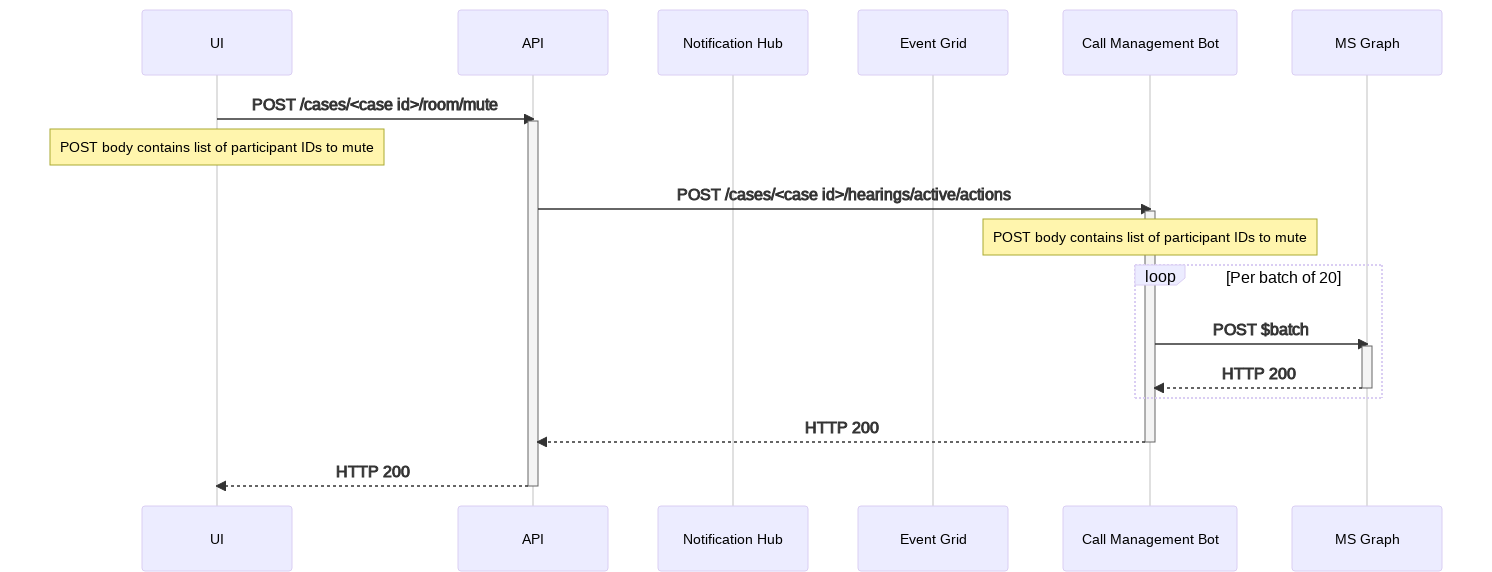 UI
API
Notification Hub
Event Grid
Call Management Bot
MS Graph
POST /cases/<case id>/room/mute
POST body contains list of participant IDs to mute
POST /cases/<case id>/hearings/active/actions
POST body contains list of participant IDs to mute
loop
[Per batch of 20]
POST $batch
HTTP 200
HTTP 200
HTTP 200
UI
API
Notification Hub
Event Grid
Call Management Bot
MS Graph